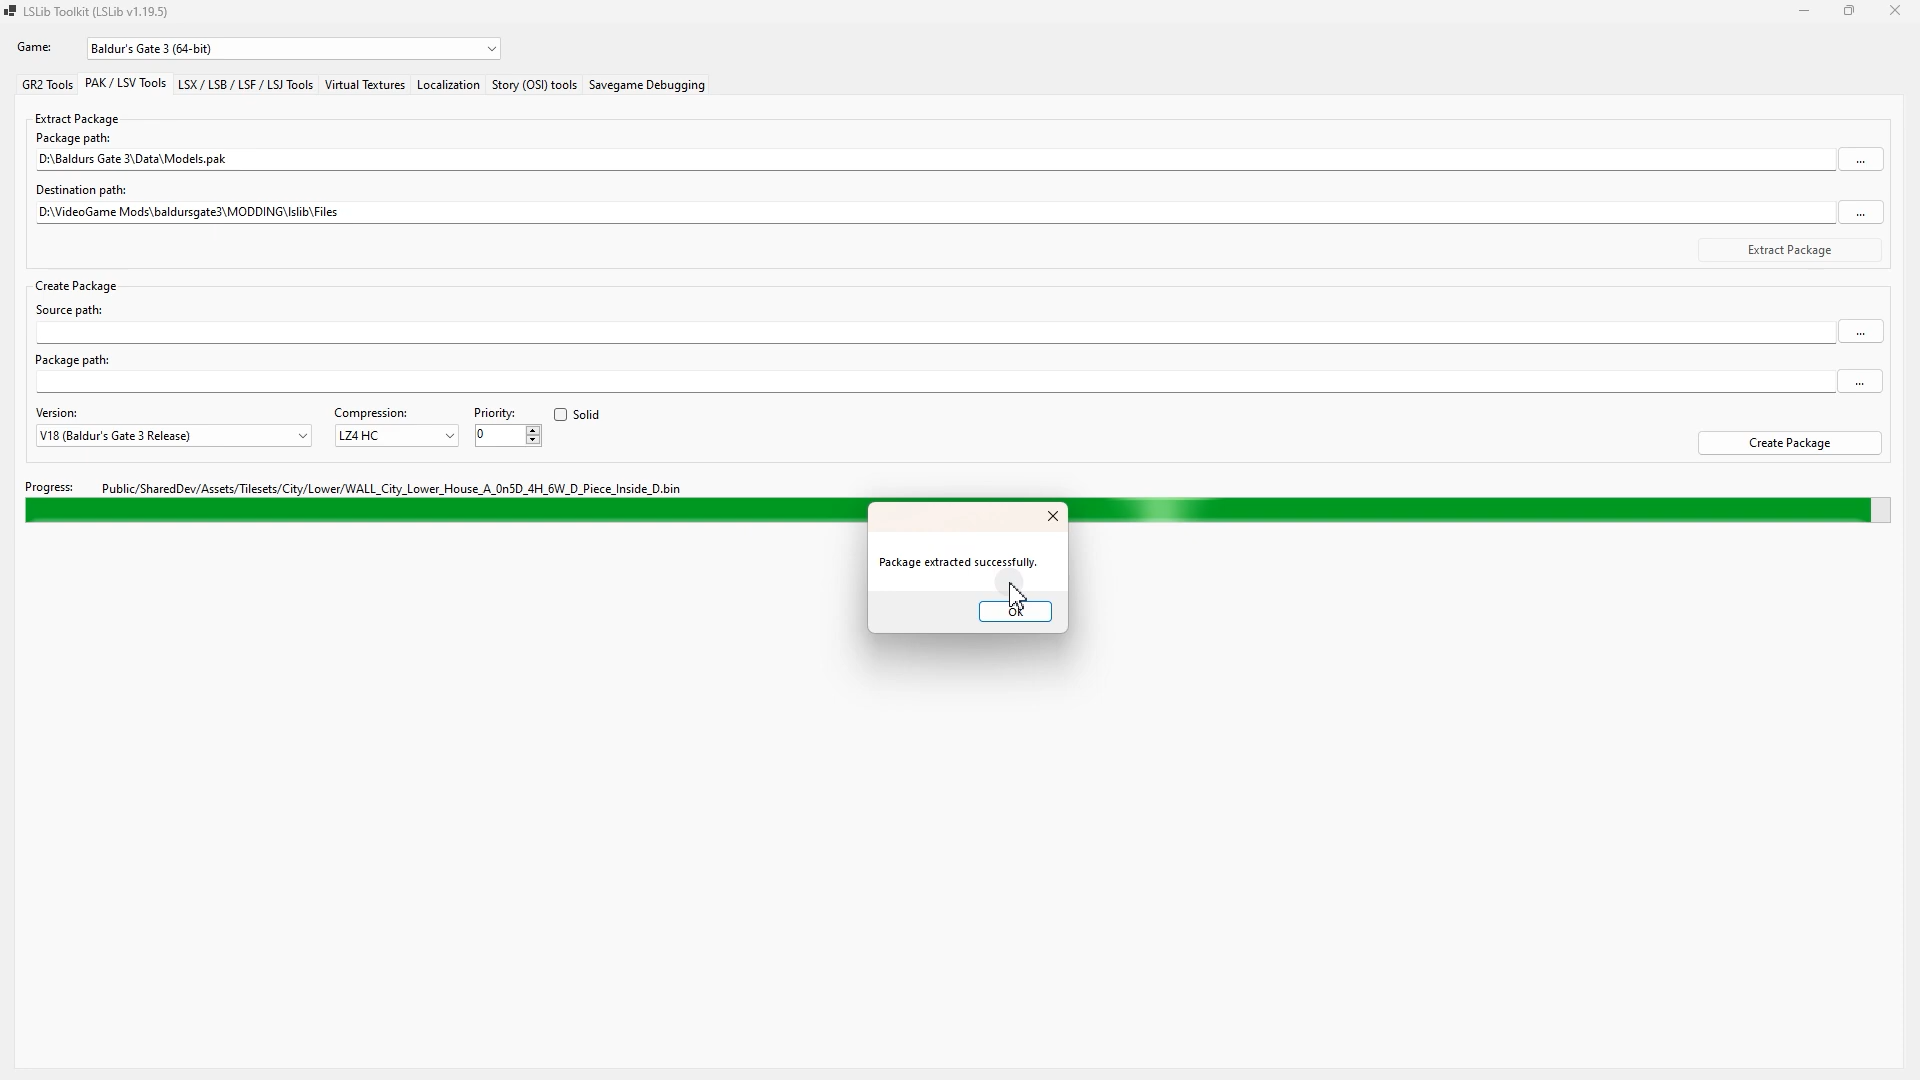 LSLib Toolkit (LSLib v1.19.5)
Game:
Baldur's Gate 3 (64-bit)
GR2 Tools
PAK / LSV Tools
LSX / LSB / LSF / LSJ Tools
Virtual Textures
Localization
Story (OSI) tools
Savegame Debugging
Extract Package
Package path:
D:\Baldurs Gate 3\Data\Models.pak
...
Destination path:
D:\VideoGame Mods\baldursgate3\MODDING\lslib\Files
...
Extract Package
Create Package
Source path:
...
Package path:
...
Version:
Compression:
Priority:
Solid
V18 (Baldur's Gate 3 Release)
LZ4 HC
0
Create Package
Progress:
Public/SharedDev/Assets/Tilesets/City/Lower/WALL_City_Lower_House_A_0n5D_4H_6W_D_Piece_Inside_D.bin
Package extracted successfully.
OK